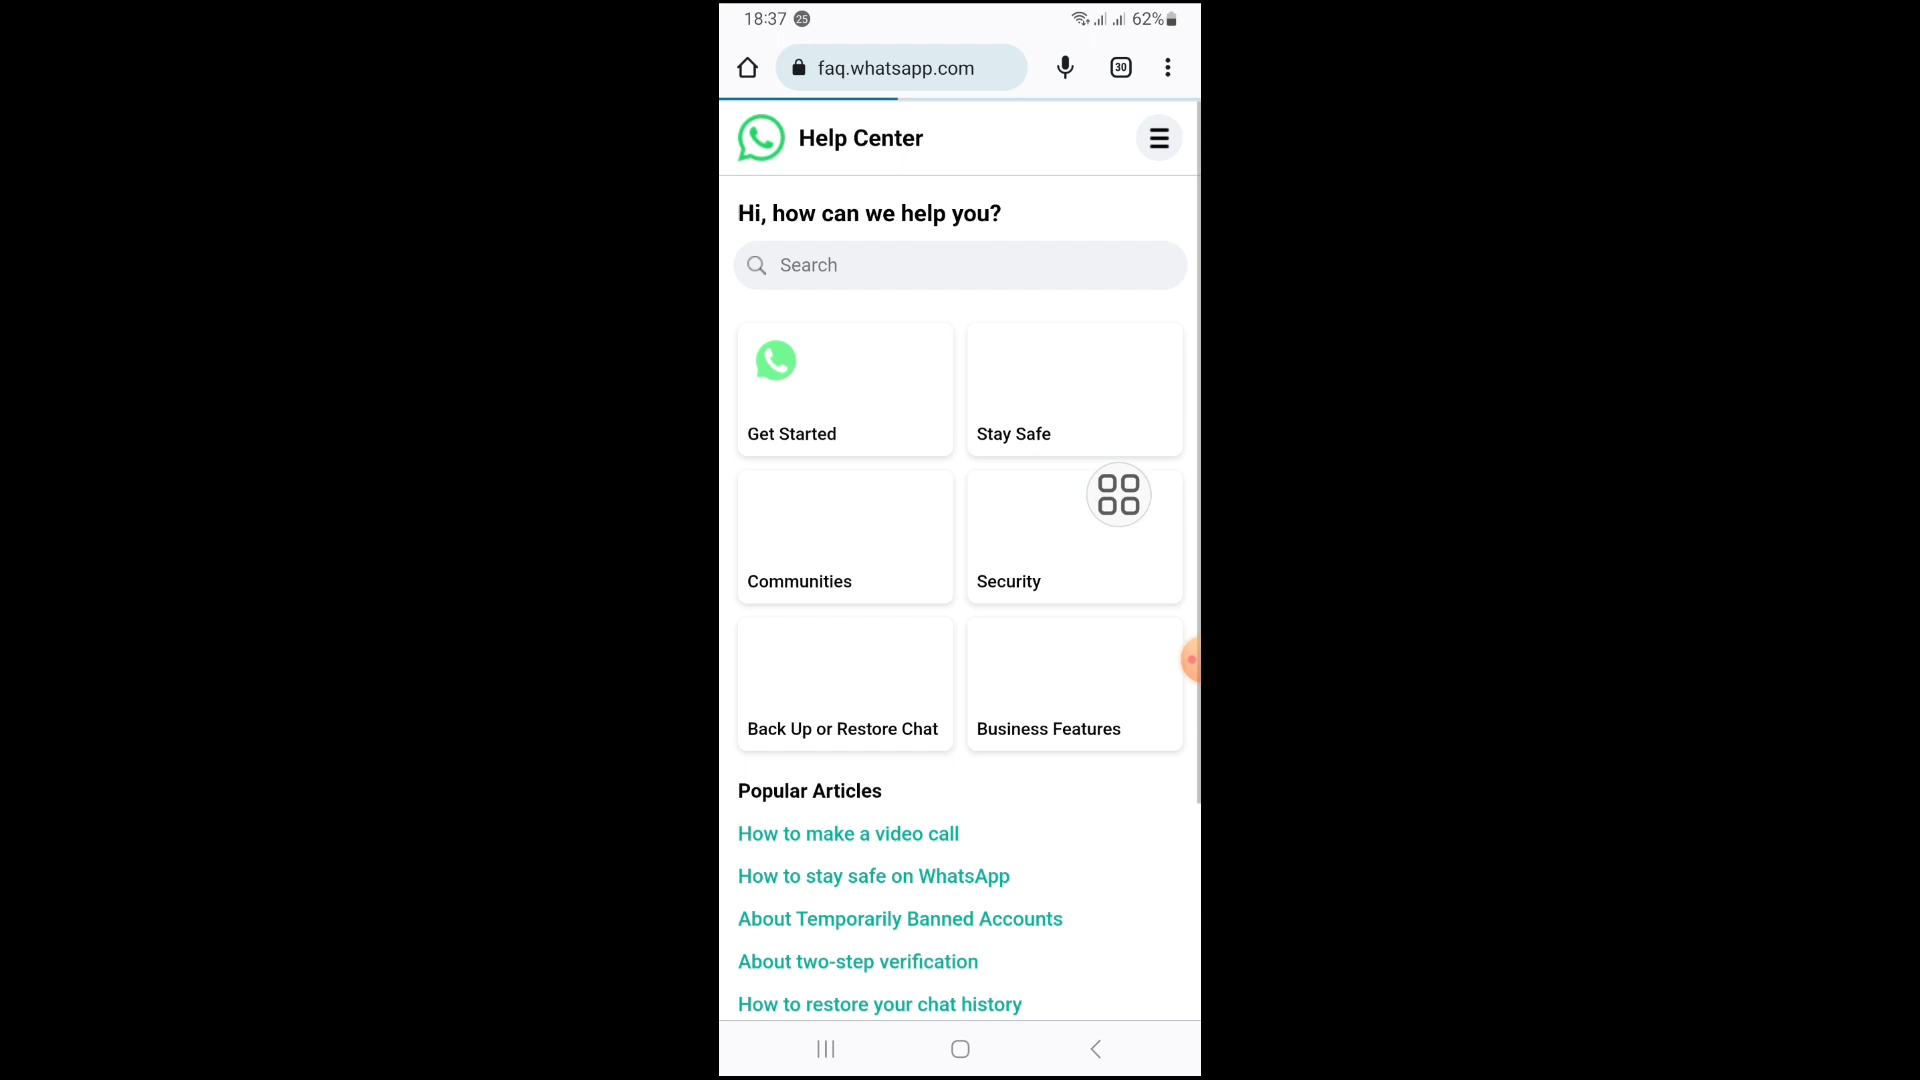 18:37 25 62%
faq.whatsapp.com 30
Help Center
Hi, how can we help you?
Search
Get Started
Stay Safe
Communities
Security
Back Up or Restore Chat
Business Features
Popular Articles
How to make a video call
How to stay safe on WhatsApp
About Temporarily Banned Accounts
About two-step verification
How to restore your chat history